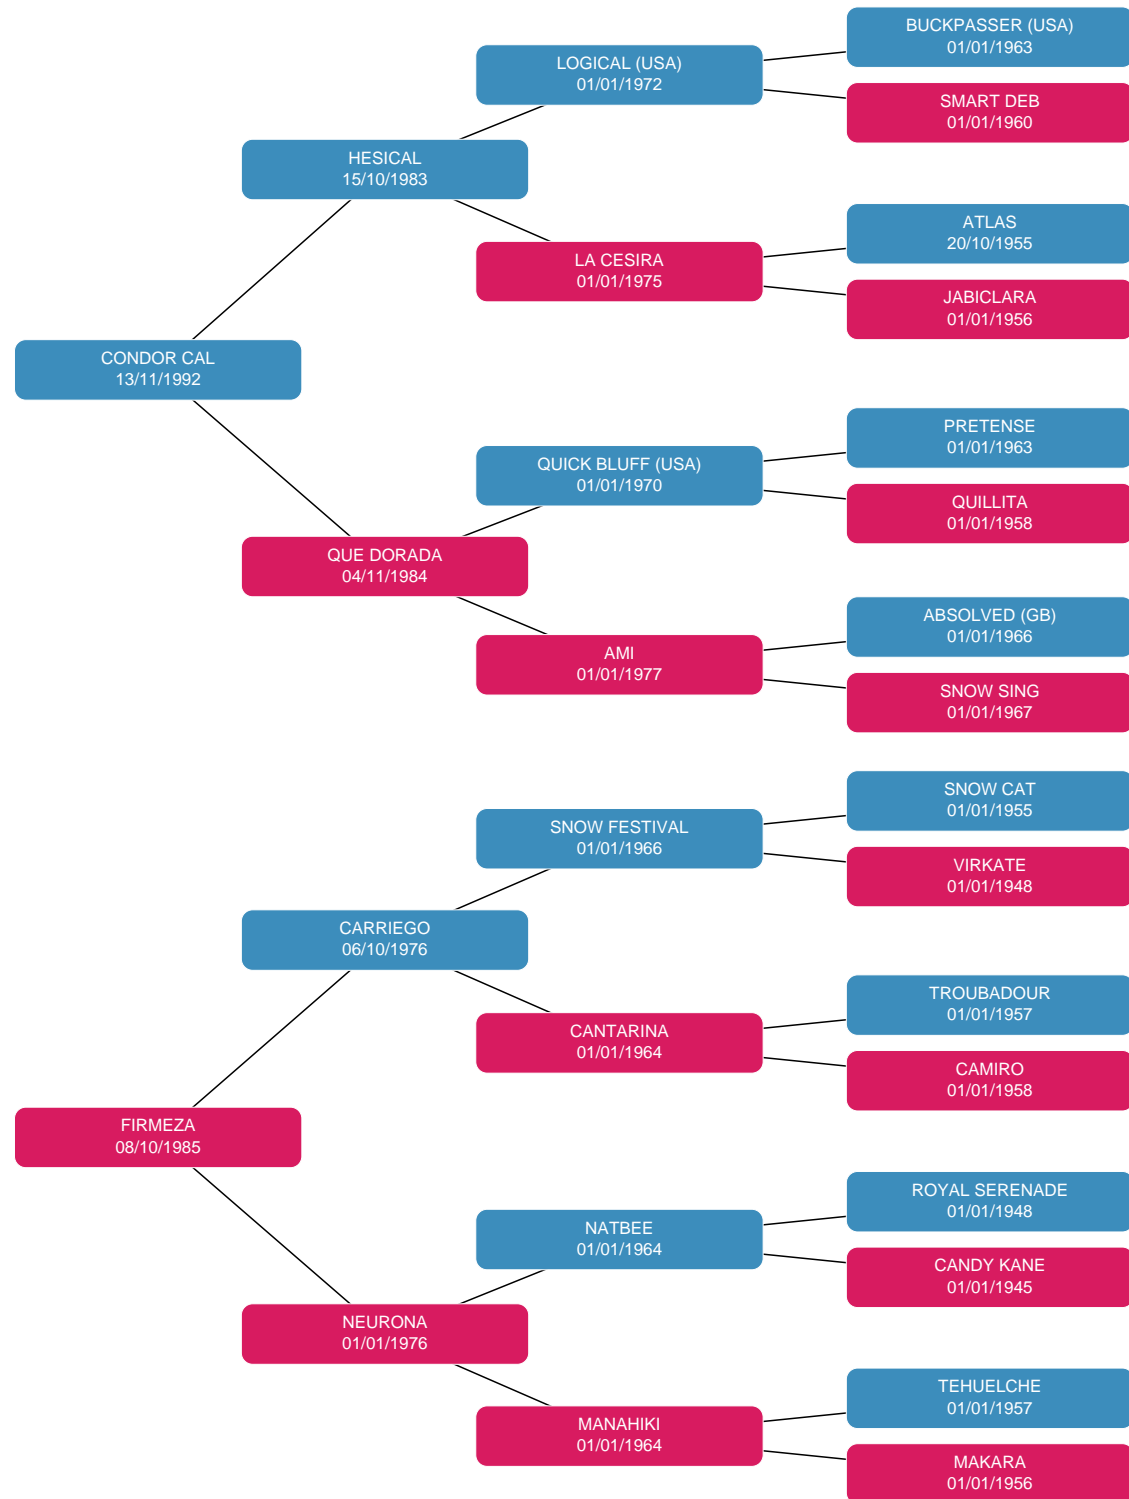 BUCKPASSER (USA)
01/01/1963
LOGICAL (USA)
01/01/1972
SMART DEB
01/01/1960
HESICAL
15/10/1983
ATLAS
20/10/1955
LA CESIRA
01/01/1975
JABICLARA
01/01/1956
CONDOR CAL
13/11/1992
PRETENSE
01/01/1963
QUICK BLUFF (USA)
01/01/1970
QUILLITA
01/01/1958
QUE DORADA
04/11/1984
ABSOLVED (GB)
01/01/1966
AMI
01/01/1977
SNOW SING
01/01/1967
SNOW CAT
01/01/1955
SNOW FESTIVAL
01/01/1966
VIRKATE
01/01/1948
CARRIEGO
06/10/1976
TROUBADOUR
01/01/1957
CANTARINA
01/01/1964
CAMIRO
01/01/1958
FIRMEZA
08/10/1985
ROYAL SERENADE
01/01/1948
NATBEE
01/01/1964
CANDY KANE
01/01/1945
NEURONA
01/01/1976
TEHUELCHE
01/01/1957
MANAHIKI
01/01/1964
MAKARA
01/01/1956